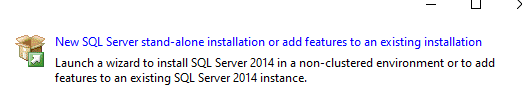 New SQL Server stand-alone installation or add features to an existing installation
Launch a wizard to install SQL Server 2014 in a non-clustered environment or to add
features to an existing SQL Server 2014 instance.